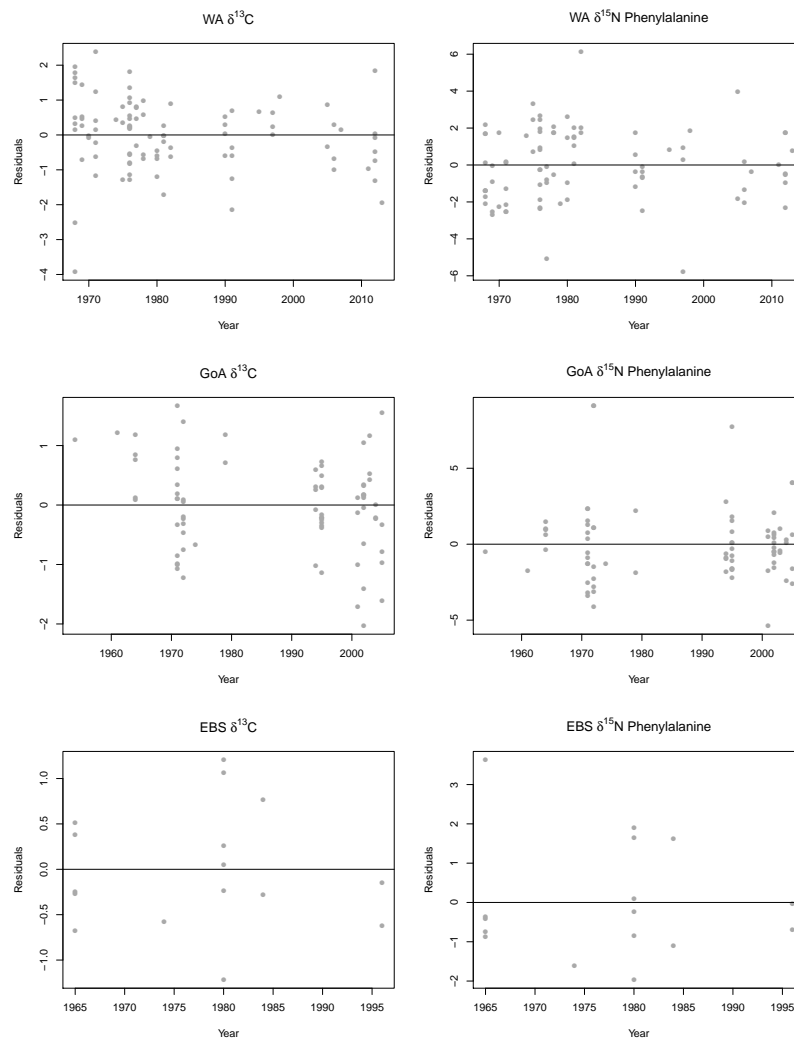 WA δ13C
Residuals
2
1
0
−1
−2
−3
−4
1970 1980 1990 2000 2010
Year
WA δ15N Phenylalanine
Residuals
6
4
2
0
−2
−4
−6
1970 1980 1990 2000 2010
Year
GoA δ13C
Residuals
1
0
−1
−2
1960 1970 1980 1990 2000
Year
GoA δ15N Phenylalanine
Residuals
5
0
−5
1960 1970 1980 1990 2000
Year
EBS δ13C
Residuals
1.0
0.5
0.0
−0.5
−1.0
1965 1970 1975 1980 1985 1990 1995
Year
EBS δ15N Phenylalanine
Residuals
3
2
1
0
−1
−2
1965 1970 1975 1980 1985 1990 1995
Year